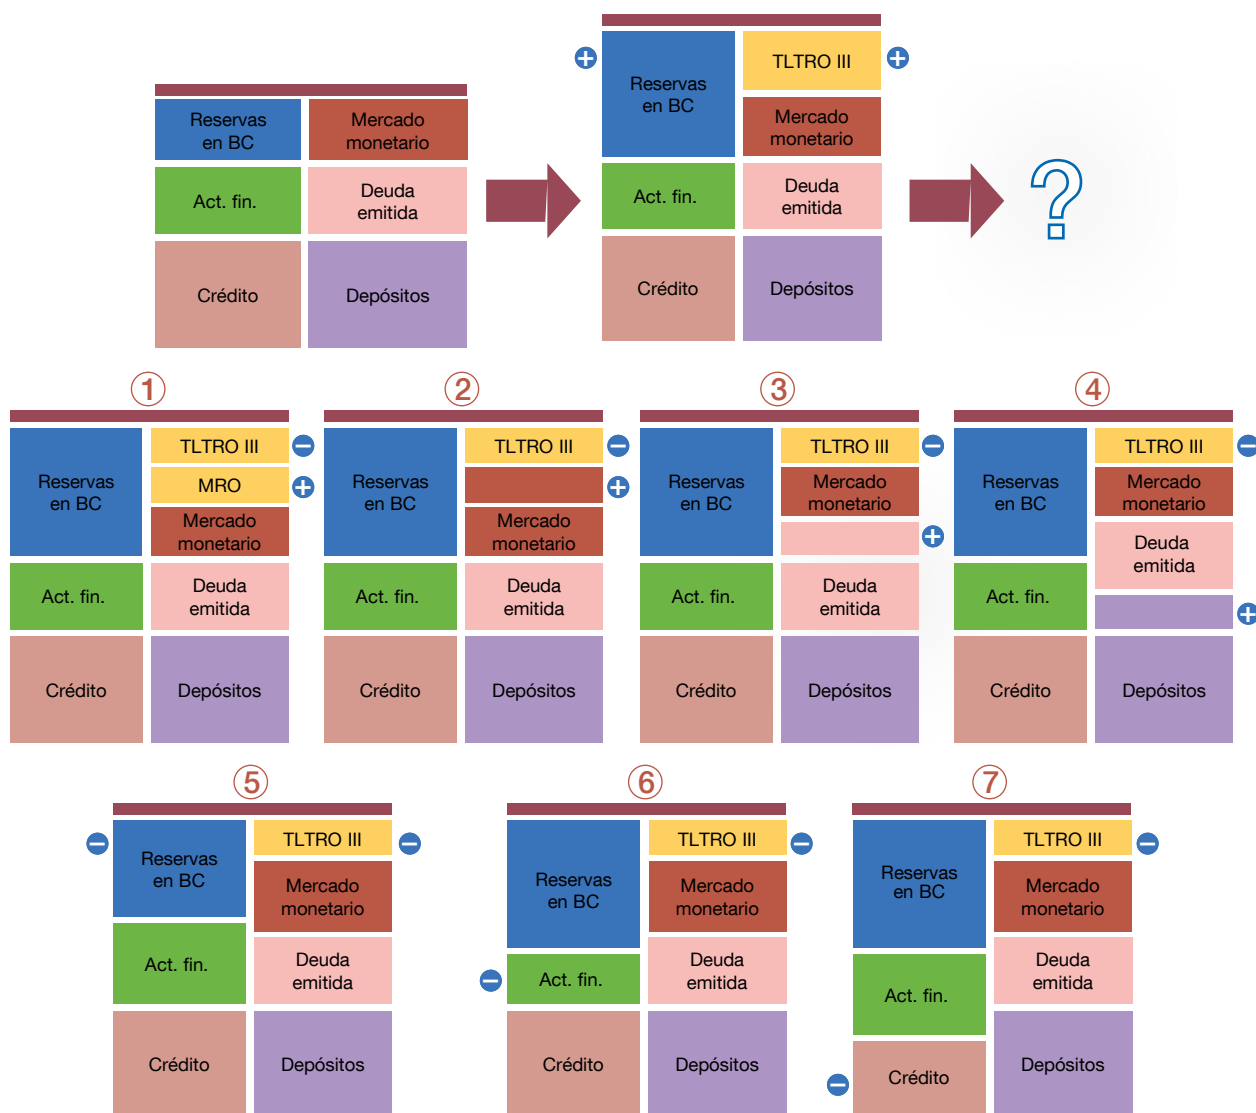 Reservas
en BC
Mercado
monetario
Act. fin.
Deuda
emitida
Crédito
Depósitos
+
Reservas
en BC
TLTRO III
+
Mercado
monetario
Act. fin.
Deuda
emitida
Crédito
Depósitos
?
1
Reservas
en BC
TLTRO III
−
MRO
+
Mercado
monetario
Act. fin.
Deuda
emitida
Crédito
Depósitos
2
Reservas
en BC
TLTRO III
−
+
Mercado
monetario
Act. fin.
Deuda
emitida
Crédito
Depósitos
3
Reservas
en BC
TLTRO III
−
Mercado
monetario
+
Act. fin.
Deuda
emitida
Crédito
Depósitos
4
Reservas
en BC
TLTRO III
−
Mercado
monetario
Deuda
emitida
Act. fin.
+
Crédito
Depósitos
5
−
Reservas
en BC
TLTRO III
−
Mercado
monetario
Act. fin.
Deuda
emitida
Crédito
Depósitos
6
Reservas
en BC
TLTRO III
−
Mercado
monetario
−
Act. fin.
Deuda
emitida
Crédito
Depósitos
7
Reservas
en BC
TLTRO III
−
Mercado
monetario
Act. fin.
Deuda
emitida
−
Crédito
Depósitos